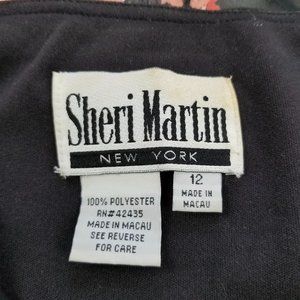 Sheri Martin
NEW YORK
100% POLYESTER
RN#42435
MADE IN MACAU
SEE REVERSE
FOR CARE
12
MADE IN
MACAU